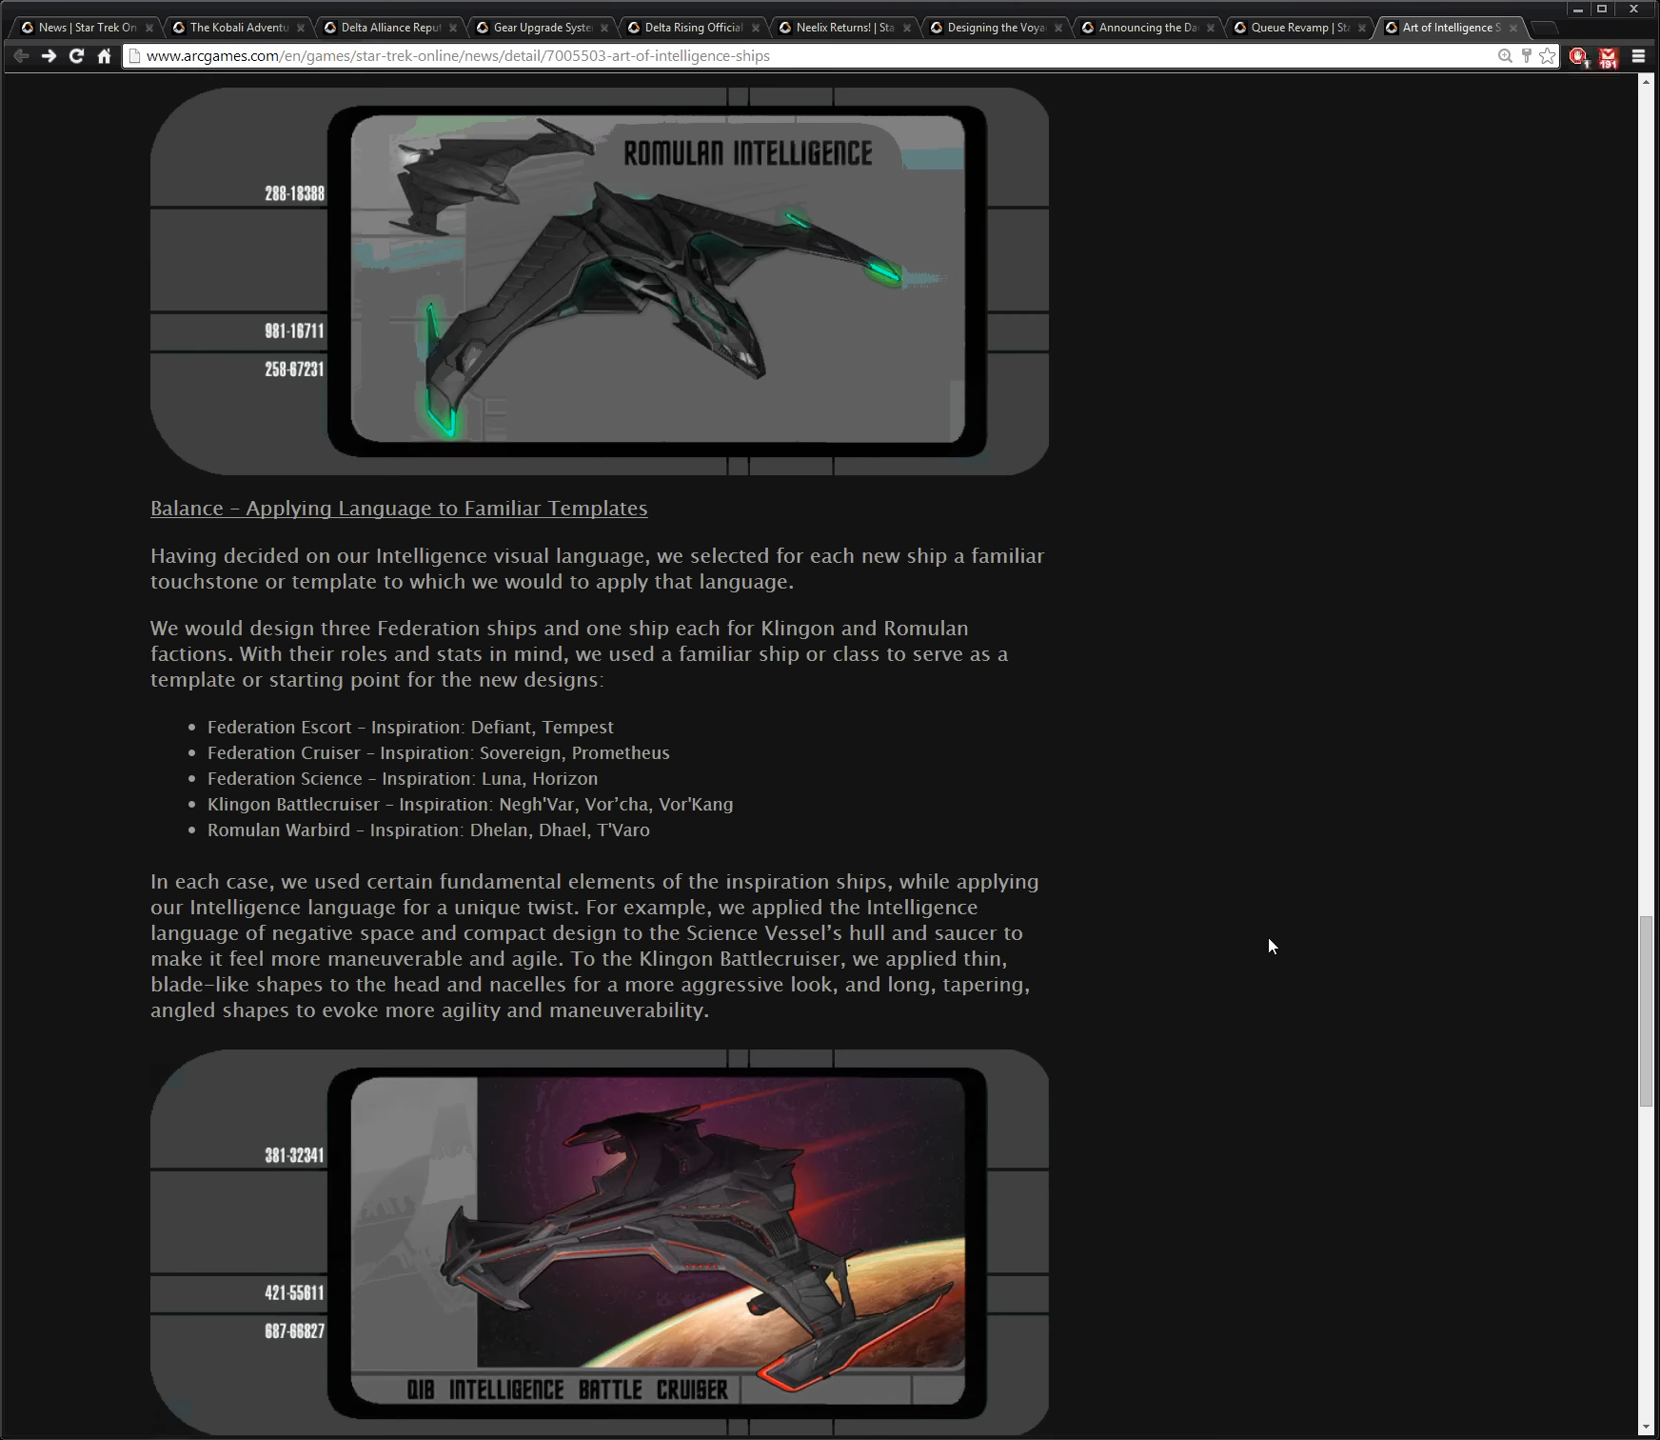 News | Star Trek On
The Kobali Adventu
Delta Alliance Reput
Gear Upgrade Syste
Delta Rising Official
Neelix Returns! | Sta
Designing the Voya
Announcing the Da
Queue Revamp | St
Art of Intelligence S
www.arcgames.com/en/games/star-trek-online/news/detail/7005503-art-of-intelligence-ships
1
191
ROMULAN INTELLIGENCE
288-18388
981-16711
258-67231
Balance – Applying Language to Familiar Templates
Having decided on our Intelligence visual language, we selected for each new ship a familiar
touchstone or template to which we would to apply that language.
We would design three Federation ships and one ship each for Klingon and Romulan
factions. With their roles and stats in mind, we used a familiar ship or class to serve as a
template or starting point for the new designs:
• Federation Escort – Inspiration: Defiant, Tempest
• Federation Cruiser – Inspiration: Sovereign, Prometheus
• Federation Science – Inspiration: Luna, Horizon
• Klingon Battlecruiser – Inspiration: Negh'Var, Vor’cha, Vor'Kang
• Romulan Warbird – Inspiration: Dhelan, Dhael, T'Varo
In each case, we used certain fundamental elements of the inspiration ships, while applying
our Intelligence language for a unique twist. For example, we applied the Intelligence
language of negative space and compact design to the Science Vessel’s hull and saucer to
make it feel more maneuverable and agile. To the Klingon Battlecruiser, we applied thin,
blade-like shapes to the head and nacelles for a more aggressive look, and long, tapering,
angled shapes to evoke more agility and maneuverability.
381-32341
421-55611
687-66827
QIB INTELLIGENCE BATTLE CRUISER